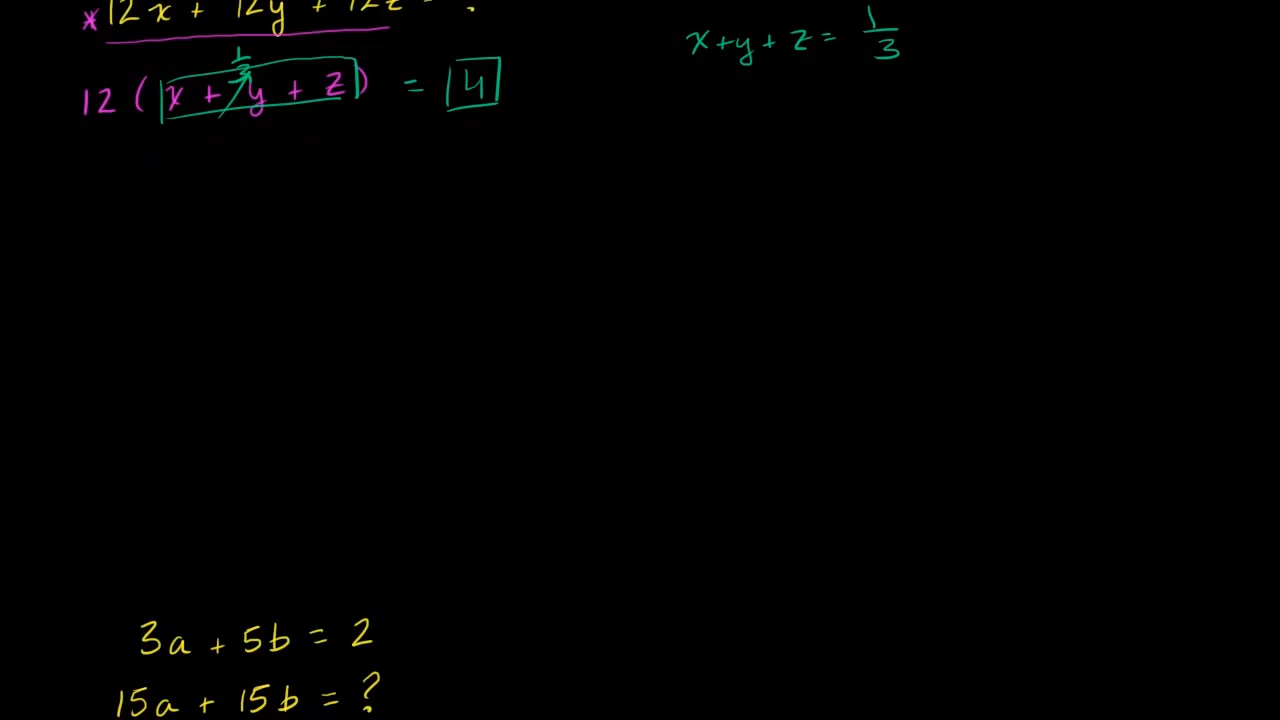 *12x + 12y + 12z = ?
x+y+z= 1/3
12 ( x + y + z ) = 4
1/3
3a + 5b = 2
15a + 15b = ?